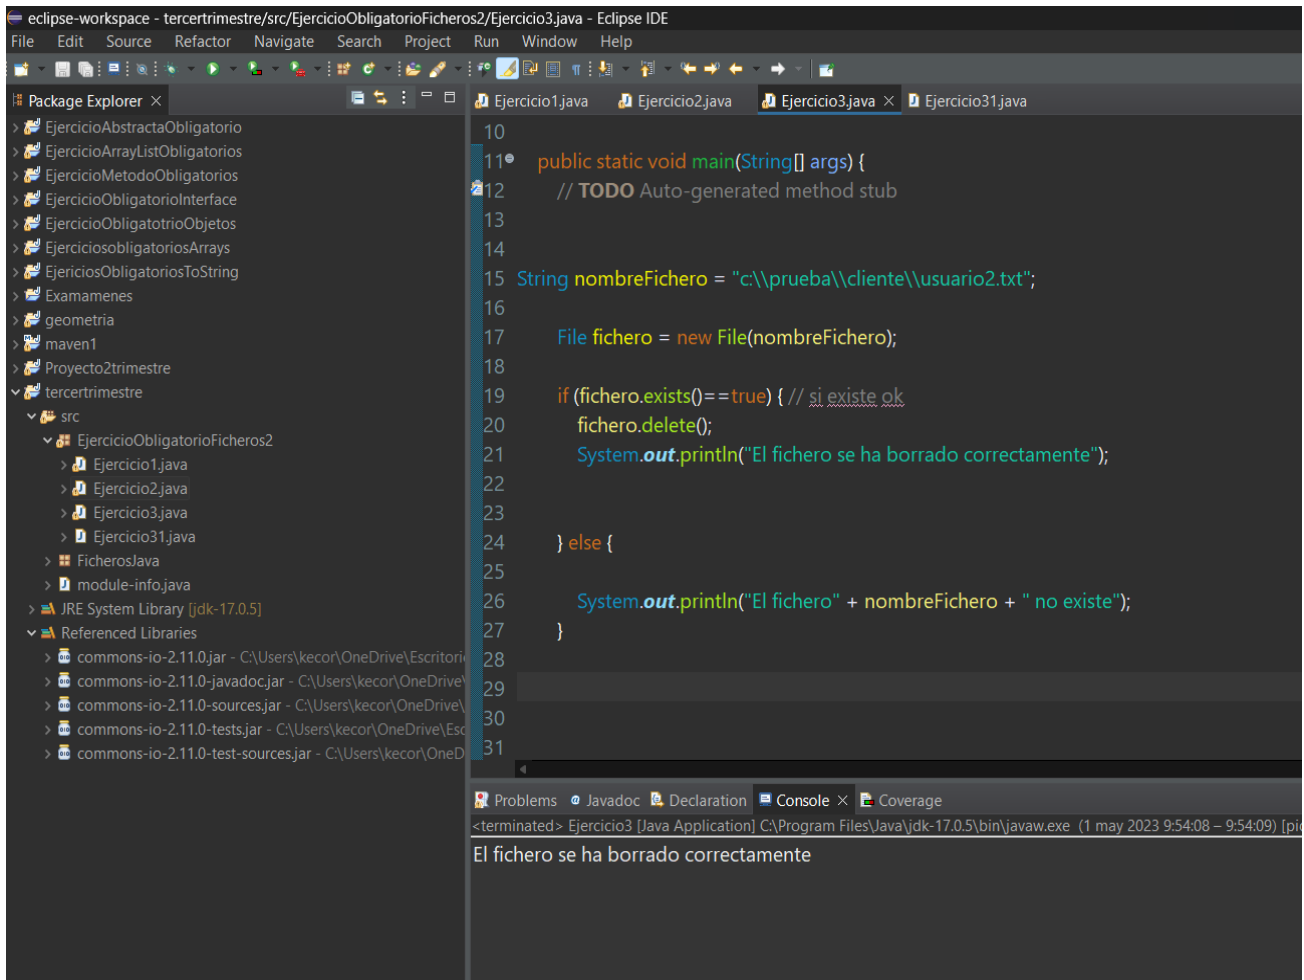 eclipse-workspace - tercertrimestre/src/EjercicioObligatorioFicheros2/Ejercicio3.java - Eclipse IDE
File Edit Source Refactor Navigate Search Project Run Window Help
Package Explorer
EjercicioAbstractaObligatorio
EjercicioArrayListObligatorios
EjercicioMetodoObligatorios
EjercicioObligatorioInterface
EjercicioObligatotrioObjetos
EjerciciosobligatoriosArrays
EjericiosObligatoriosToString
Examamenes
geometria
maven1
Proyecto2trimestre
tercertrimestre
src
EjercicioObligatorioFicheros2
Ejercicio1.java
Ejercicio2.java
Ejercicio3.java
Ejercicio31.java
FicherosJava
module-info.java
JRE System Library [jdk-17.0.5]
Referenced Libraries
commons-io-2.11.0.jar - C:\Users\kecor\OneDrive\Escritori
commons-io-2.11.0-javadoc.jar - C:\Users\kecor\OneDrive\
commons-io-2.11.0-sources.jar - C:\Users\kecor\OneDrive\
commons-io-2.11.0-tests.jar - C:\Users\kecor\OneDrive\Esc
commons-io-2.11.0-test-sources.jar - C:\Users\kecor\OneD
Ejercicio1.java Ejercicio2.java Ejercicio3.java Ejercicio31.java
10
11 public static void main(String[] args) {
12 // TODO Auto-generated method stub
13
14
15 String nombreFichero = "c:\\prueba\\cliente\\usuario2.txt";
16
17 File fichero = new File(nombreFichero);
18
19 if (fichero.exists()==true) { // si existe ok
20 fichero.delete();
21 System.out.println("El fichero se ha borrado correctamente");
22
23
24 } else {
25
26 System.out.println("El fichero" + nombreFichero + " no existe");
27 }
28
29
30
31
Problems Javadoc Declaration Console Coverage
<terminated> Ejercicio3 [Java Application] C:\Program Files\Java\jdk-17.0.5\bin\javaw.exe (1 may 2023 9:54:08 – 9:54:09) [pi
El fichero se ha borrado correctamente